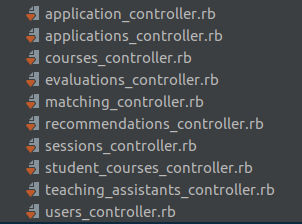 application_controller.rb
applications_controller.rb
courses_controller.rb
evaluations_controller.rb
matching_controller.rb
recommendations_controller.rb
sessions_controller.rb
student_courses_controller.rb
teaching_assistants_controller.rb
users_controller.rb